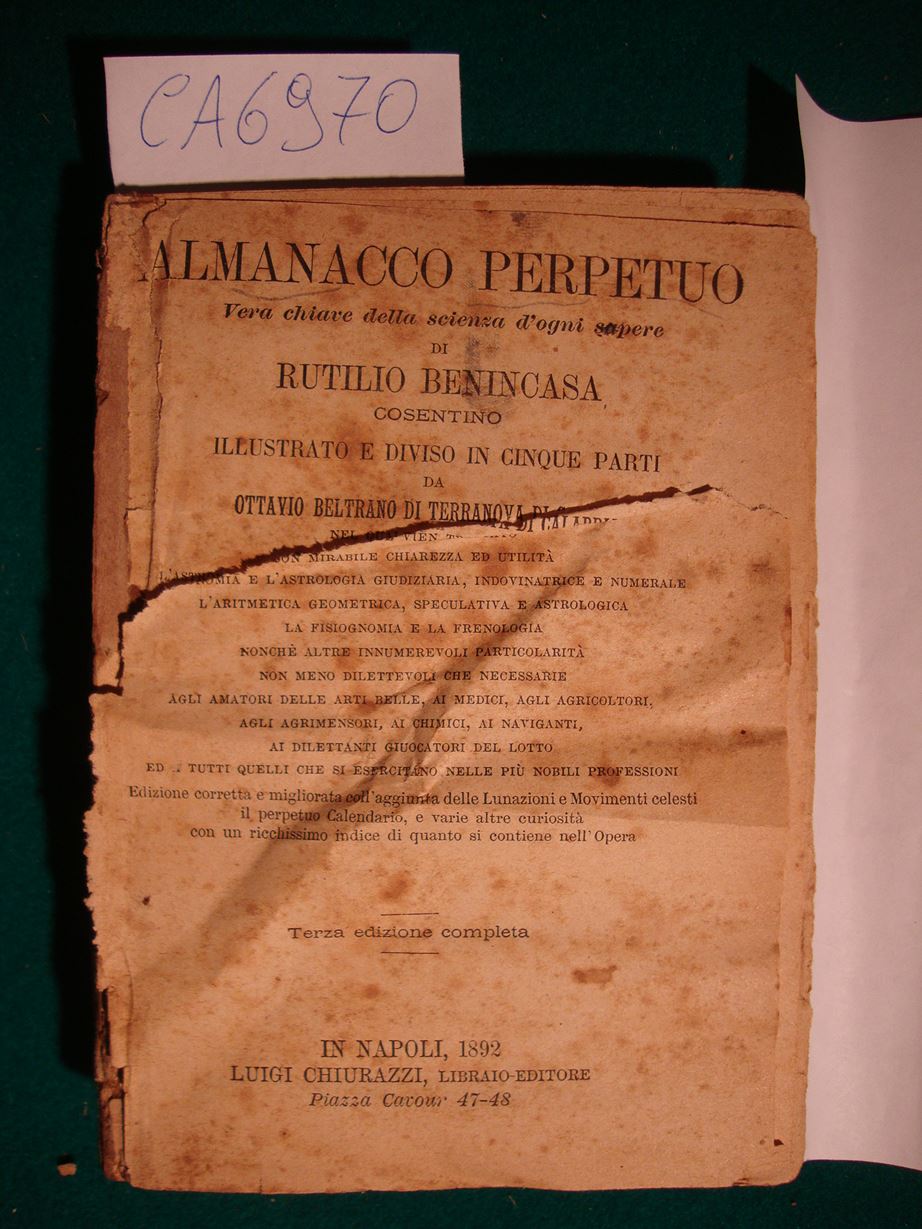 CA6970
ALMANACCO PERPETUO
Vera chiave della scienza d'ogni sapere
DI
RUTILIO BENINCASA
COSENTINO
ILLUSTRATO E DIVISO IN CINQUE PARTI
DA
OTTAVIO BELTRANO DI TERRANOVA DI
NEL VIEN
CON MIRABILE CHIAREZZA ED UTILITÀ
E L'ASTROLOGIA GIUDIZIARIA, INDOVINATRICE E NUMERALE
L'ARITMETICA GEOMETRICA, SPECULATIVA E ASTROLOGICA
LA FISIOGNOMIA E LA FRENOLOGIA
NONCHÈ ALTRE INNUMEREVOLI PARTICOLARITÀ
NON MENO DILETTEVOLI CHE NECESSARIE
AGLI AMATORI DELLE ARTI BELLE, AI MEDICI, AGLI AGRICOLTORI,
AGLI AGRIMENSORI, AI CHIMICI, AI NAVIGANTI,
AI DILETTANTI GIUOCATORI DEL LOTTO
ED TUTTI QUELLI CHE SI ESERCITANO NELLE PIÙ NOBILI PROFESSIONI
Edizione corretta e migliorata coll'aggiunta delle Lunazioni e Movimenti celesti
il perpetuo Calendario, e varie altre curiosità
con un ricchissimo indice di quanto si contiene nell'Opera
Terza edizione completa
IN NAPOLI, 1892
LUIGI CHIURAZZI, LIBRAIO-EDITORE
Piazza Cavour 47-48